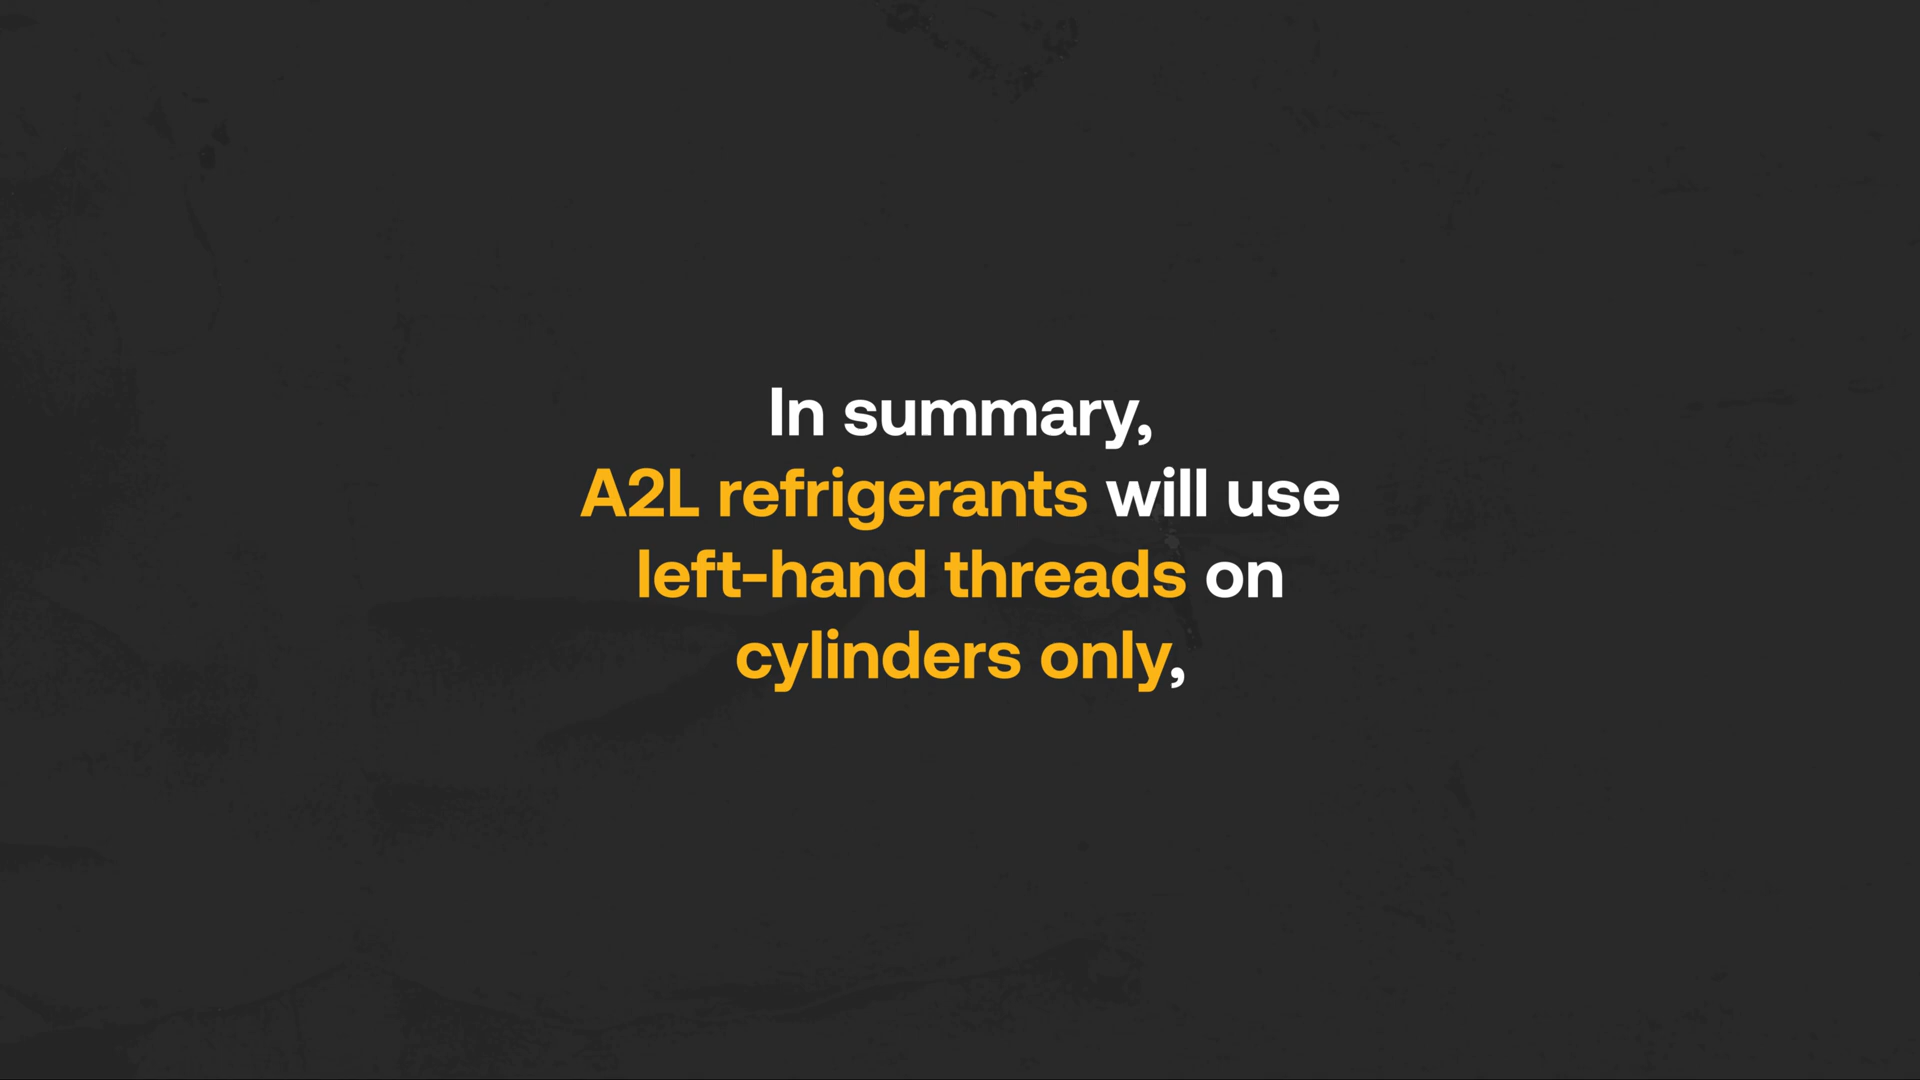 In summary,
A2L refrigerants will use
left-hand threads on
cylinders only,